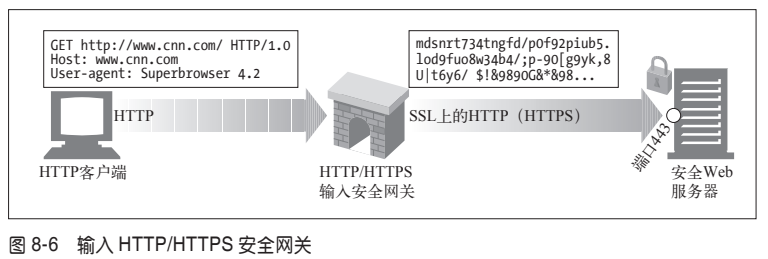 GET http://www.cnn.com/ HTTP/1.0
Host: www.cnn.com
User-agent: Superbrowser 4.2
mdsnrt734tngfd/pOf92piub5.
lod9fuo8w34b4/;p-9O[g9yk,8
U|t6y6/ $!&989OG&*&98...
HTTP
SSL上的HTTP（HTTPS）
端口443
HTTP客户端
HTTP/HTTPS
输入安全网关
安全Web
服务器
图 8-6 输入 HTTP/HTTPS 安全网关